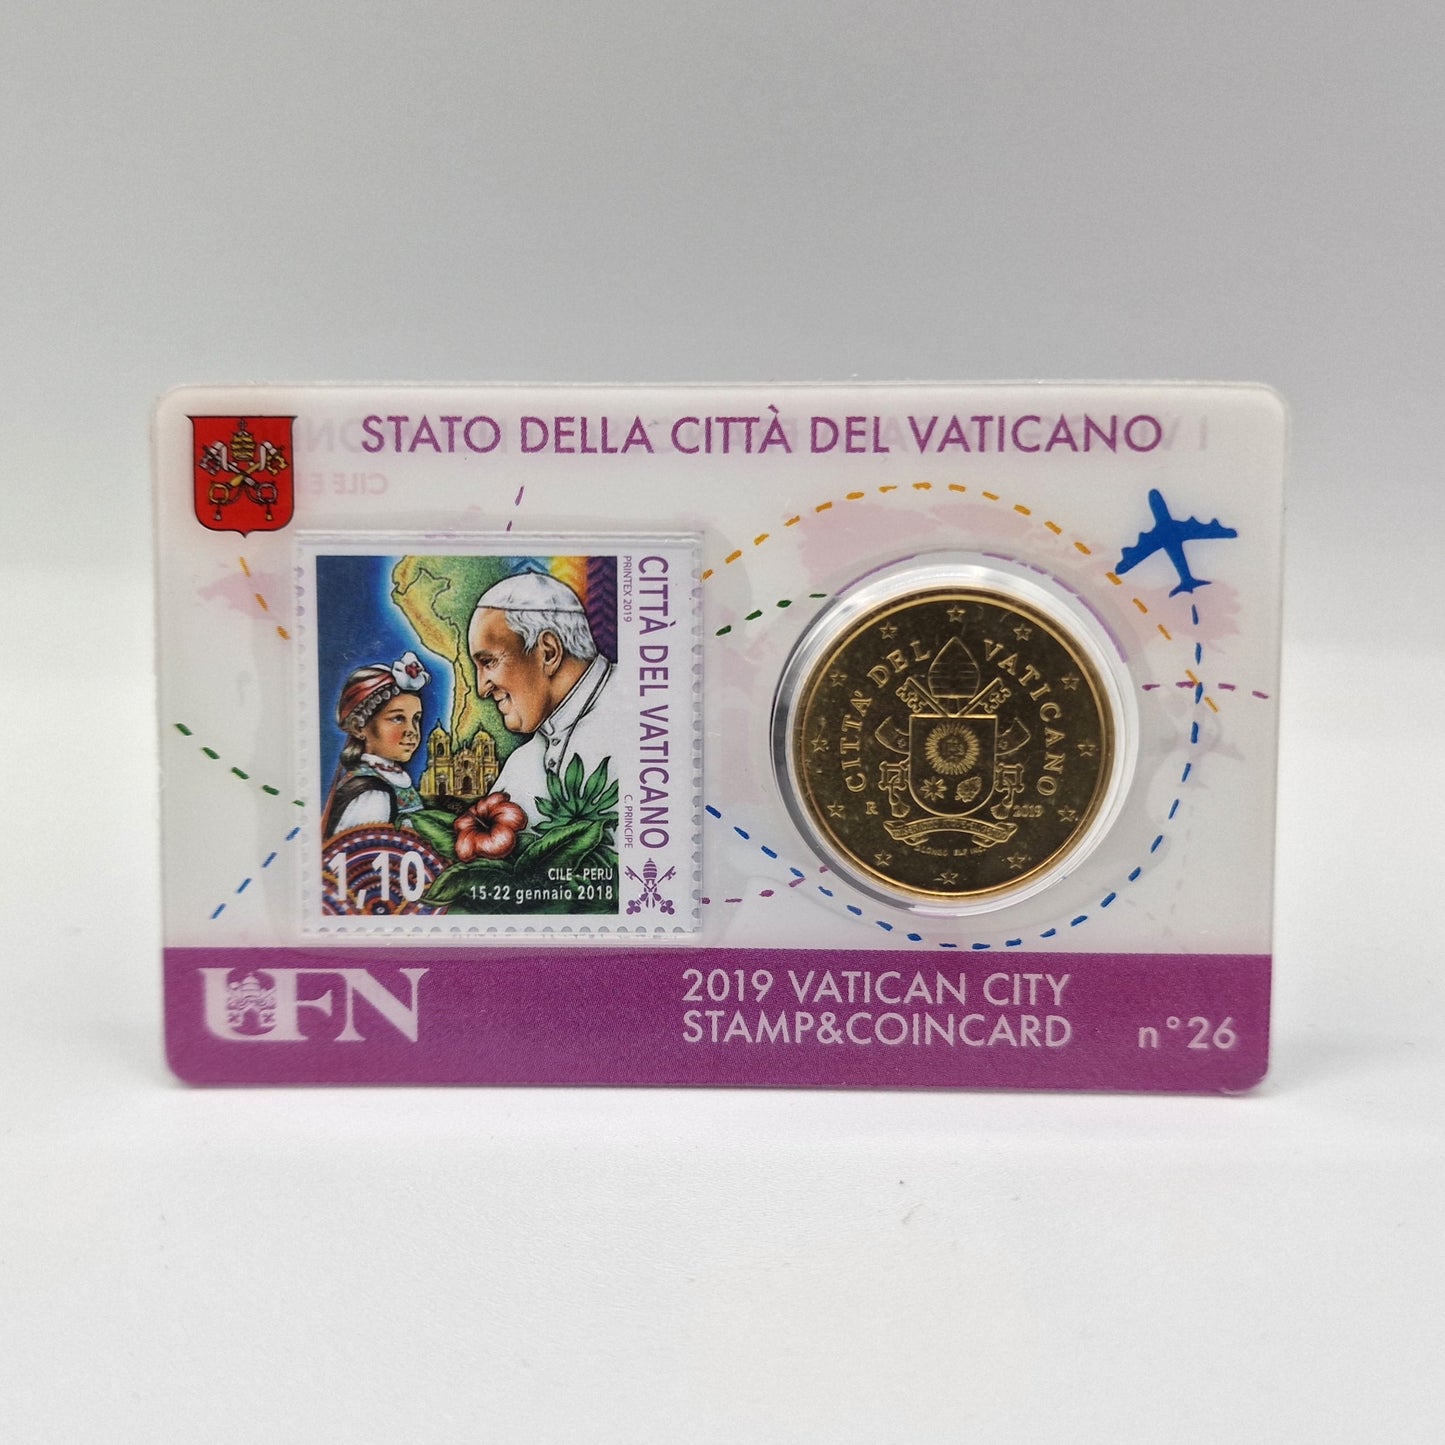 STATO DELLA CITTÀ DEL VATICANO
CITTÀ DEL VATICANO
PRINTEX 2019
C. PRINCIPE
1,10
CILE - PERÙ
15-22 gennaio 2018
CITTA' DEL VATICANO
R
2019
UFN
2019 VATICAN CITY
STAMP&COINCARD
n°26